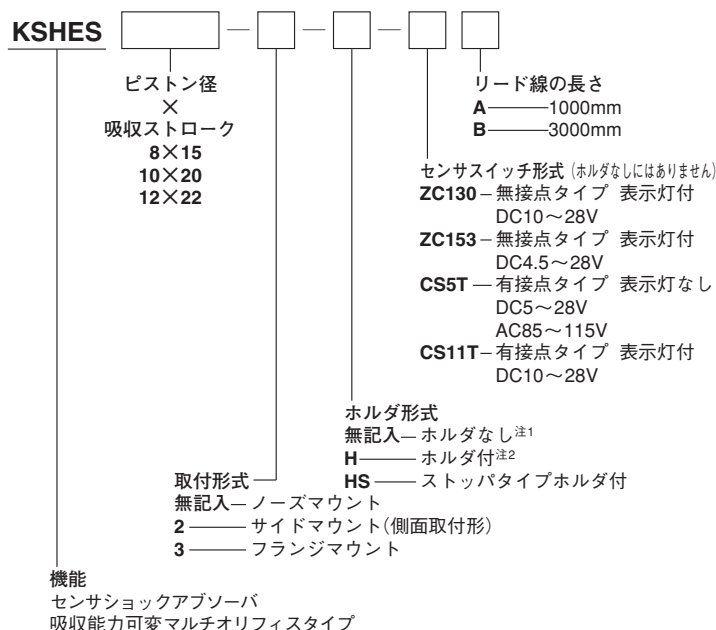 KSHES
ピストン径
×
吸収ストローク
8×15
10×20
12×22
リード線の長さ
A 1000mm
B 3000mm
センサスイッチ形式(ホルダなしにはありません)
ZC130 – 無接点タイプ 表示灯付
DC10～28V
ZC153 – 無接点タイプ 表示灯付
DC4.5～28V
CS5T — 有接点タイプ 表示灯なし
DC5～28V
AC85～115V
CS11T – 有接点タイプ 表示灯付
DC10～28V
ホルダ形式
無記入 — ホルダなし注1
H — ホルダ付注2
HS — ストッパタイプホルダ付
取付形式
無記入 — ノーズマウント
2 — サイドマウント(側面取付形)
3 — フランジマウント
機能
センサショックアブソーバ
吸収能力可変マルチオリフィスタイプ